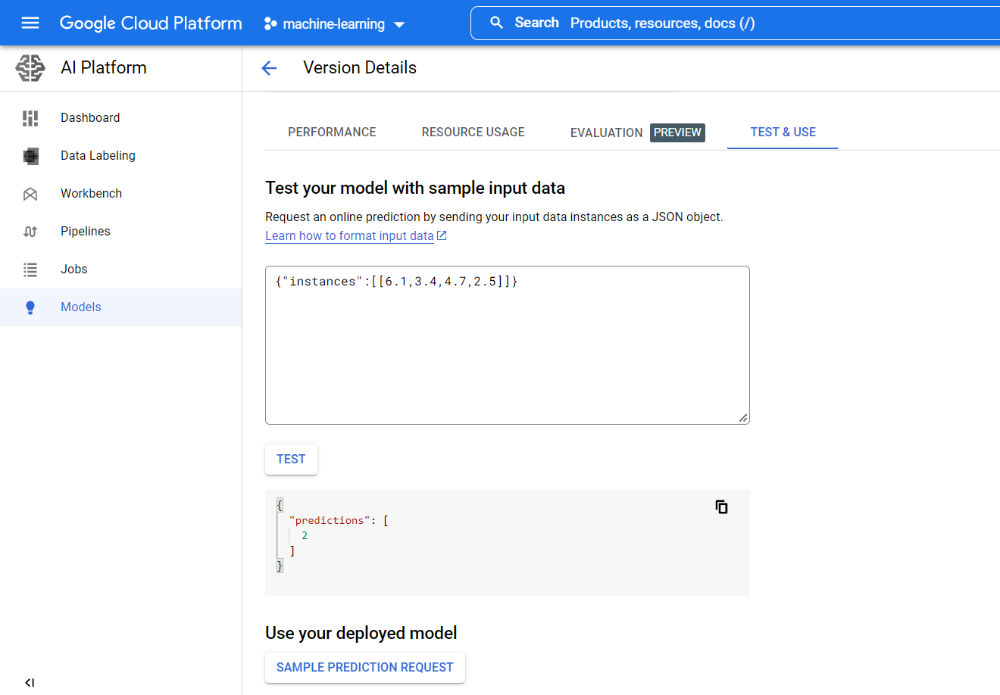 Google Cloud Platform
machine-learning
Search Products, resources, docs (/)
AI Platform
Version Details
Dashboard
Data Labeling
Workbench
Pipelines
Jobs
Models
PERFORMANCE
RESOURCE USAGE
EVALUATION PREVIEW
TEST & USE
Test your model with sample input data
Request an online prediction by sending your input data instances as a JSON object.
Learn how to format input data
{"instances":[[6.1,3.4,4.7,2.5]]}
TEST
{
"predictions": [
2
]
}
Use your deployed model
SAMPLE PREDICTION REQUEST